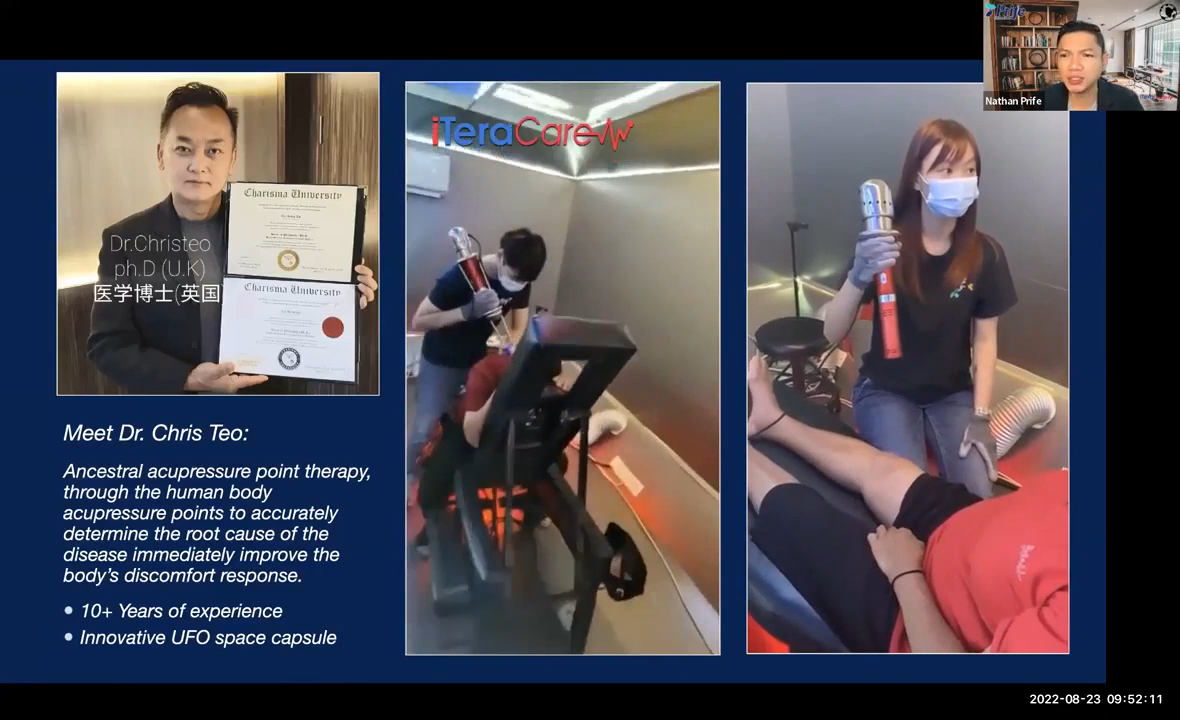 Prife
Nathan Prife
iTeraCare
Charisma University
Charisma University
Dr.Christeo
ph.D (U.K)
医学博士(英国)
Meet Dr. Chris Teo:
Ancestral acupressure point therapy,
through the human body
acupressure points to accurately
determine the root cause of the
disease immediately improve the
body's discomfort response.
• 10+ Years of experience
• Innovative UFO space capsule
2022-08-23 09:52:11